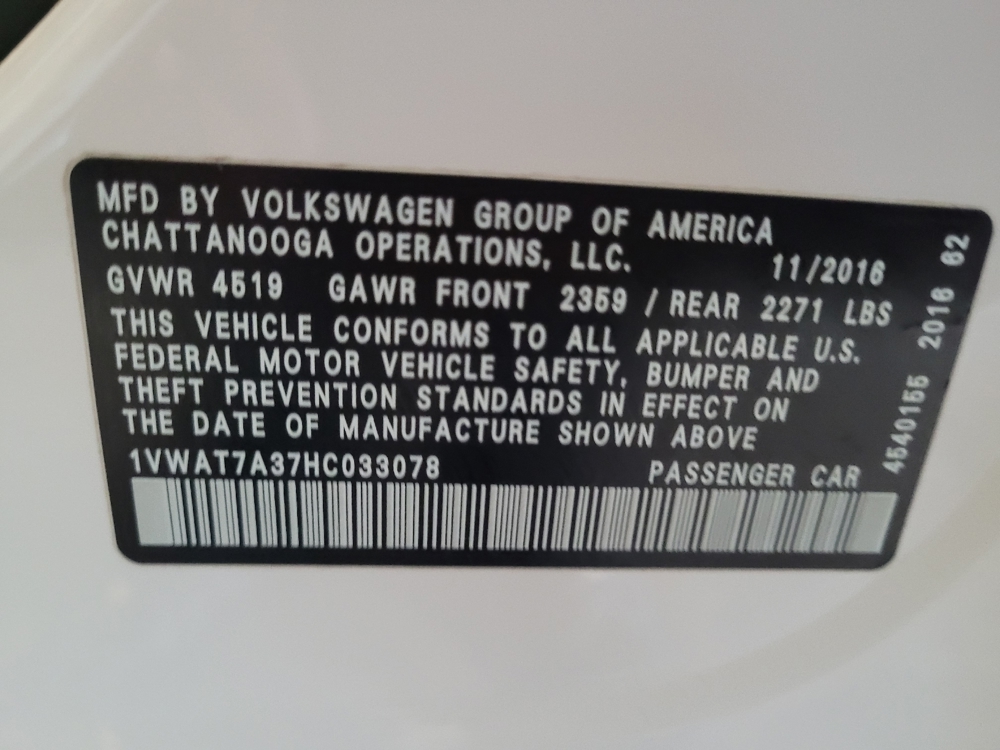 MFD BY VOLKSWAGEN GROUP OF AMERICA
CHATTANOOGA OPERATIONS, LLC.
11/2016
GVWR 4519 GAWR FRONT 2359 / REAR 2271 LBS
THIS VEHICLE CONFORMS TO ALL APPLICABLE U.S.
FEDERAL MOTOR VEHICLE SAFETY, BUMPER AND
THEFT PREVENTION STANDARDS IN EFFECT ON
THE DATE OF MANUFACTURE SHOWN ABOVE
1VWAT7A37HC033078 PASSENGER CAR
4540155 2016 62